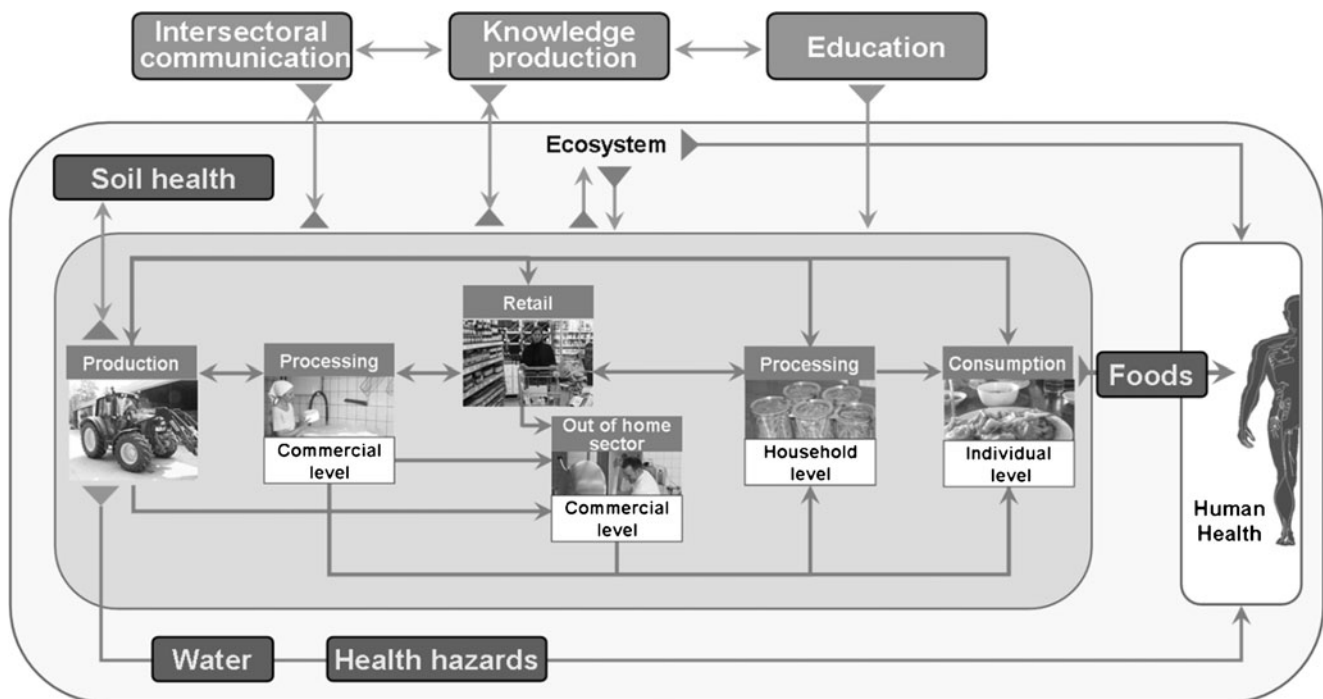 Intersectoral
communication
Knowledge
production
Education
Ecosystem
Soil health
Retail
Production
Processing
Processing
Consumption
Foods
Out of home
sector
Commercial
level
Household
level
Individual
level
Commercial
level
Human
Health
Water
Health hazards